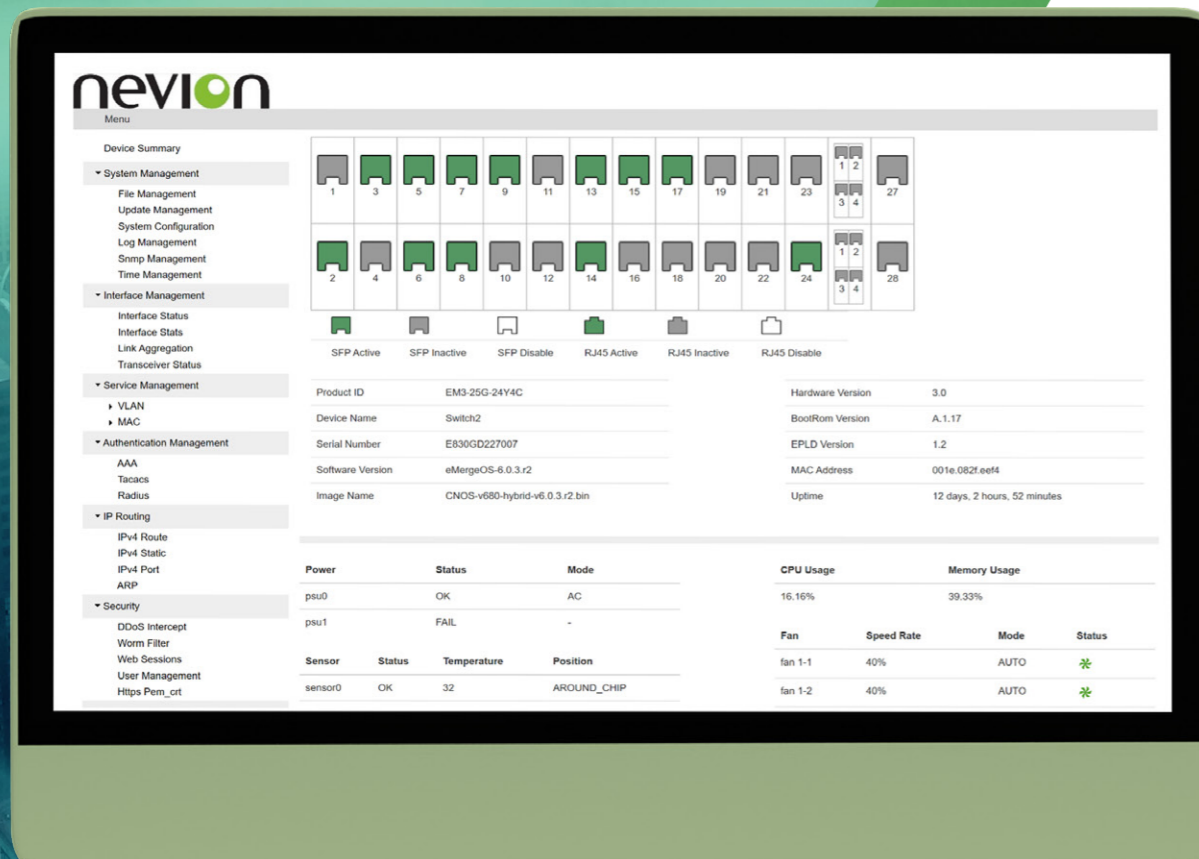 nevion
Menu
Device Summary
System Management
File Management
Update Management
System Configuration
Log Management
Snmp Management
Time Management
Interface Management
Interface Status
Interface Stats
Link Aggregation
Transceiver Status
Service Management
VLAN
MAC
Authentication Management
AAA
Tacacs
Radius
IP Routing
IPv4 Route
IPv4 Static
IPv4 Port
ARP
Security
DDoS Intercept
Worm Filter
Web Sessions
User Management
Https Pem_crt
1 3 5 7 9 11 13 15 17 19 21 23 1 2 3 4 27
2 4 6 8 10 12 14 16 18 20 22 24 1 2 3 4 28
SFP Active SFP Inactive SFP Disable RJ45 Active RJ45 Inactive RJ45 Disable
Product ID EM3-25G-24Y4C
Device Name Switch2
Serial Number E830GD227007
Software Version eMergeOS-6.0.3.r2
Image Name CNOS-v680-hybrid-v6.0.3.r2.bin
Hardware Version 3.0
BootRom Version A.1.17
EPLD Version 1.2
MAC Address 001e.082f.eef4
Uptime 12 days, 2 hours, 52 minutes
Power Status Mode
psu0 OK AC
psu1 FAIL -
Sensor Status Temperature Position
sensor0 OK 32 AROUND_CHIP
CPU Usage Memory Usage
16.16% 39.33%
Fan Speed Rate Mode Status
fan 1-1 40% AUTO
fan 1-2 40% AUTO